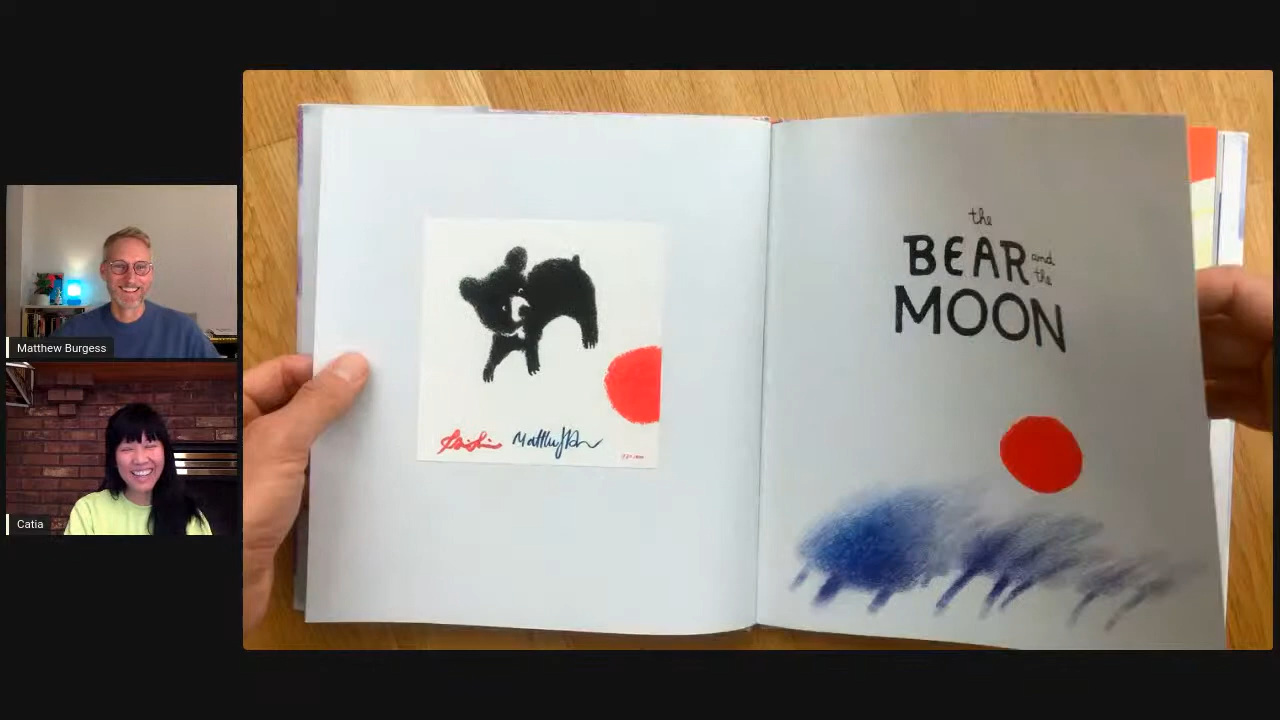 Matthew Burgess
Catia
the
BEAR and
the
MOON